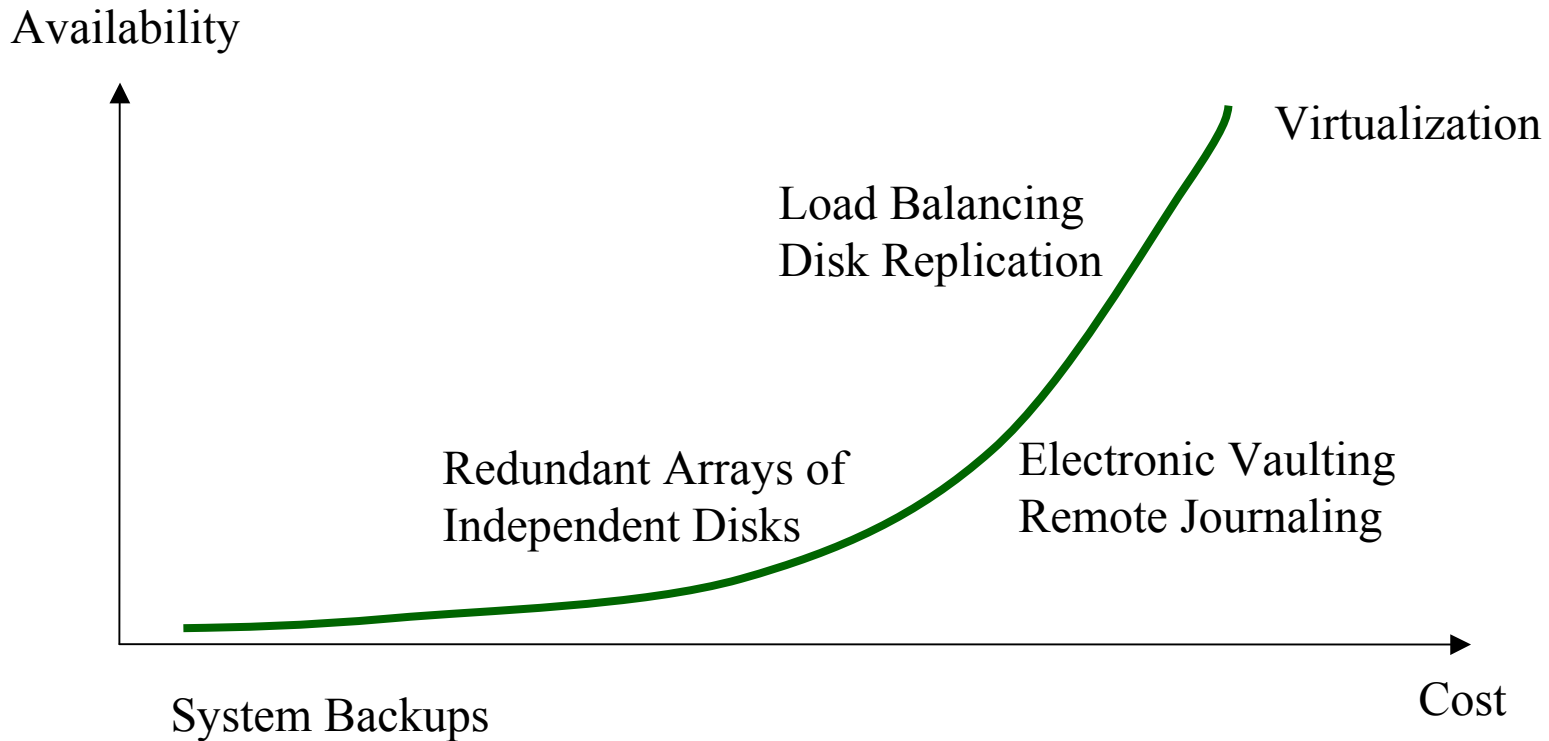 Availability
Virtualization
Load Balancing
Disk Replication
Redundant Arrays of
Independent Disks
Electronic Vaulting
Remote Journaling
System Backups
Cost